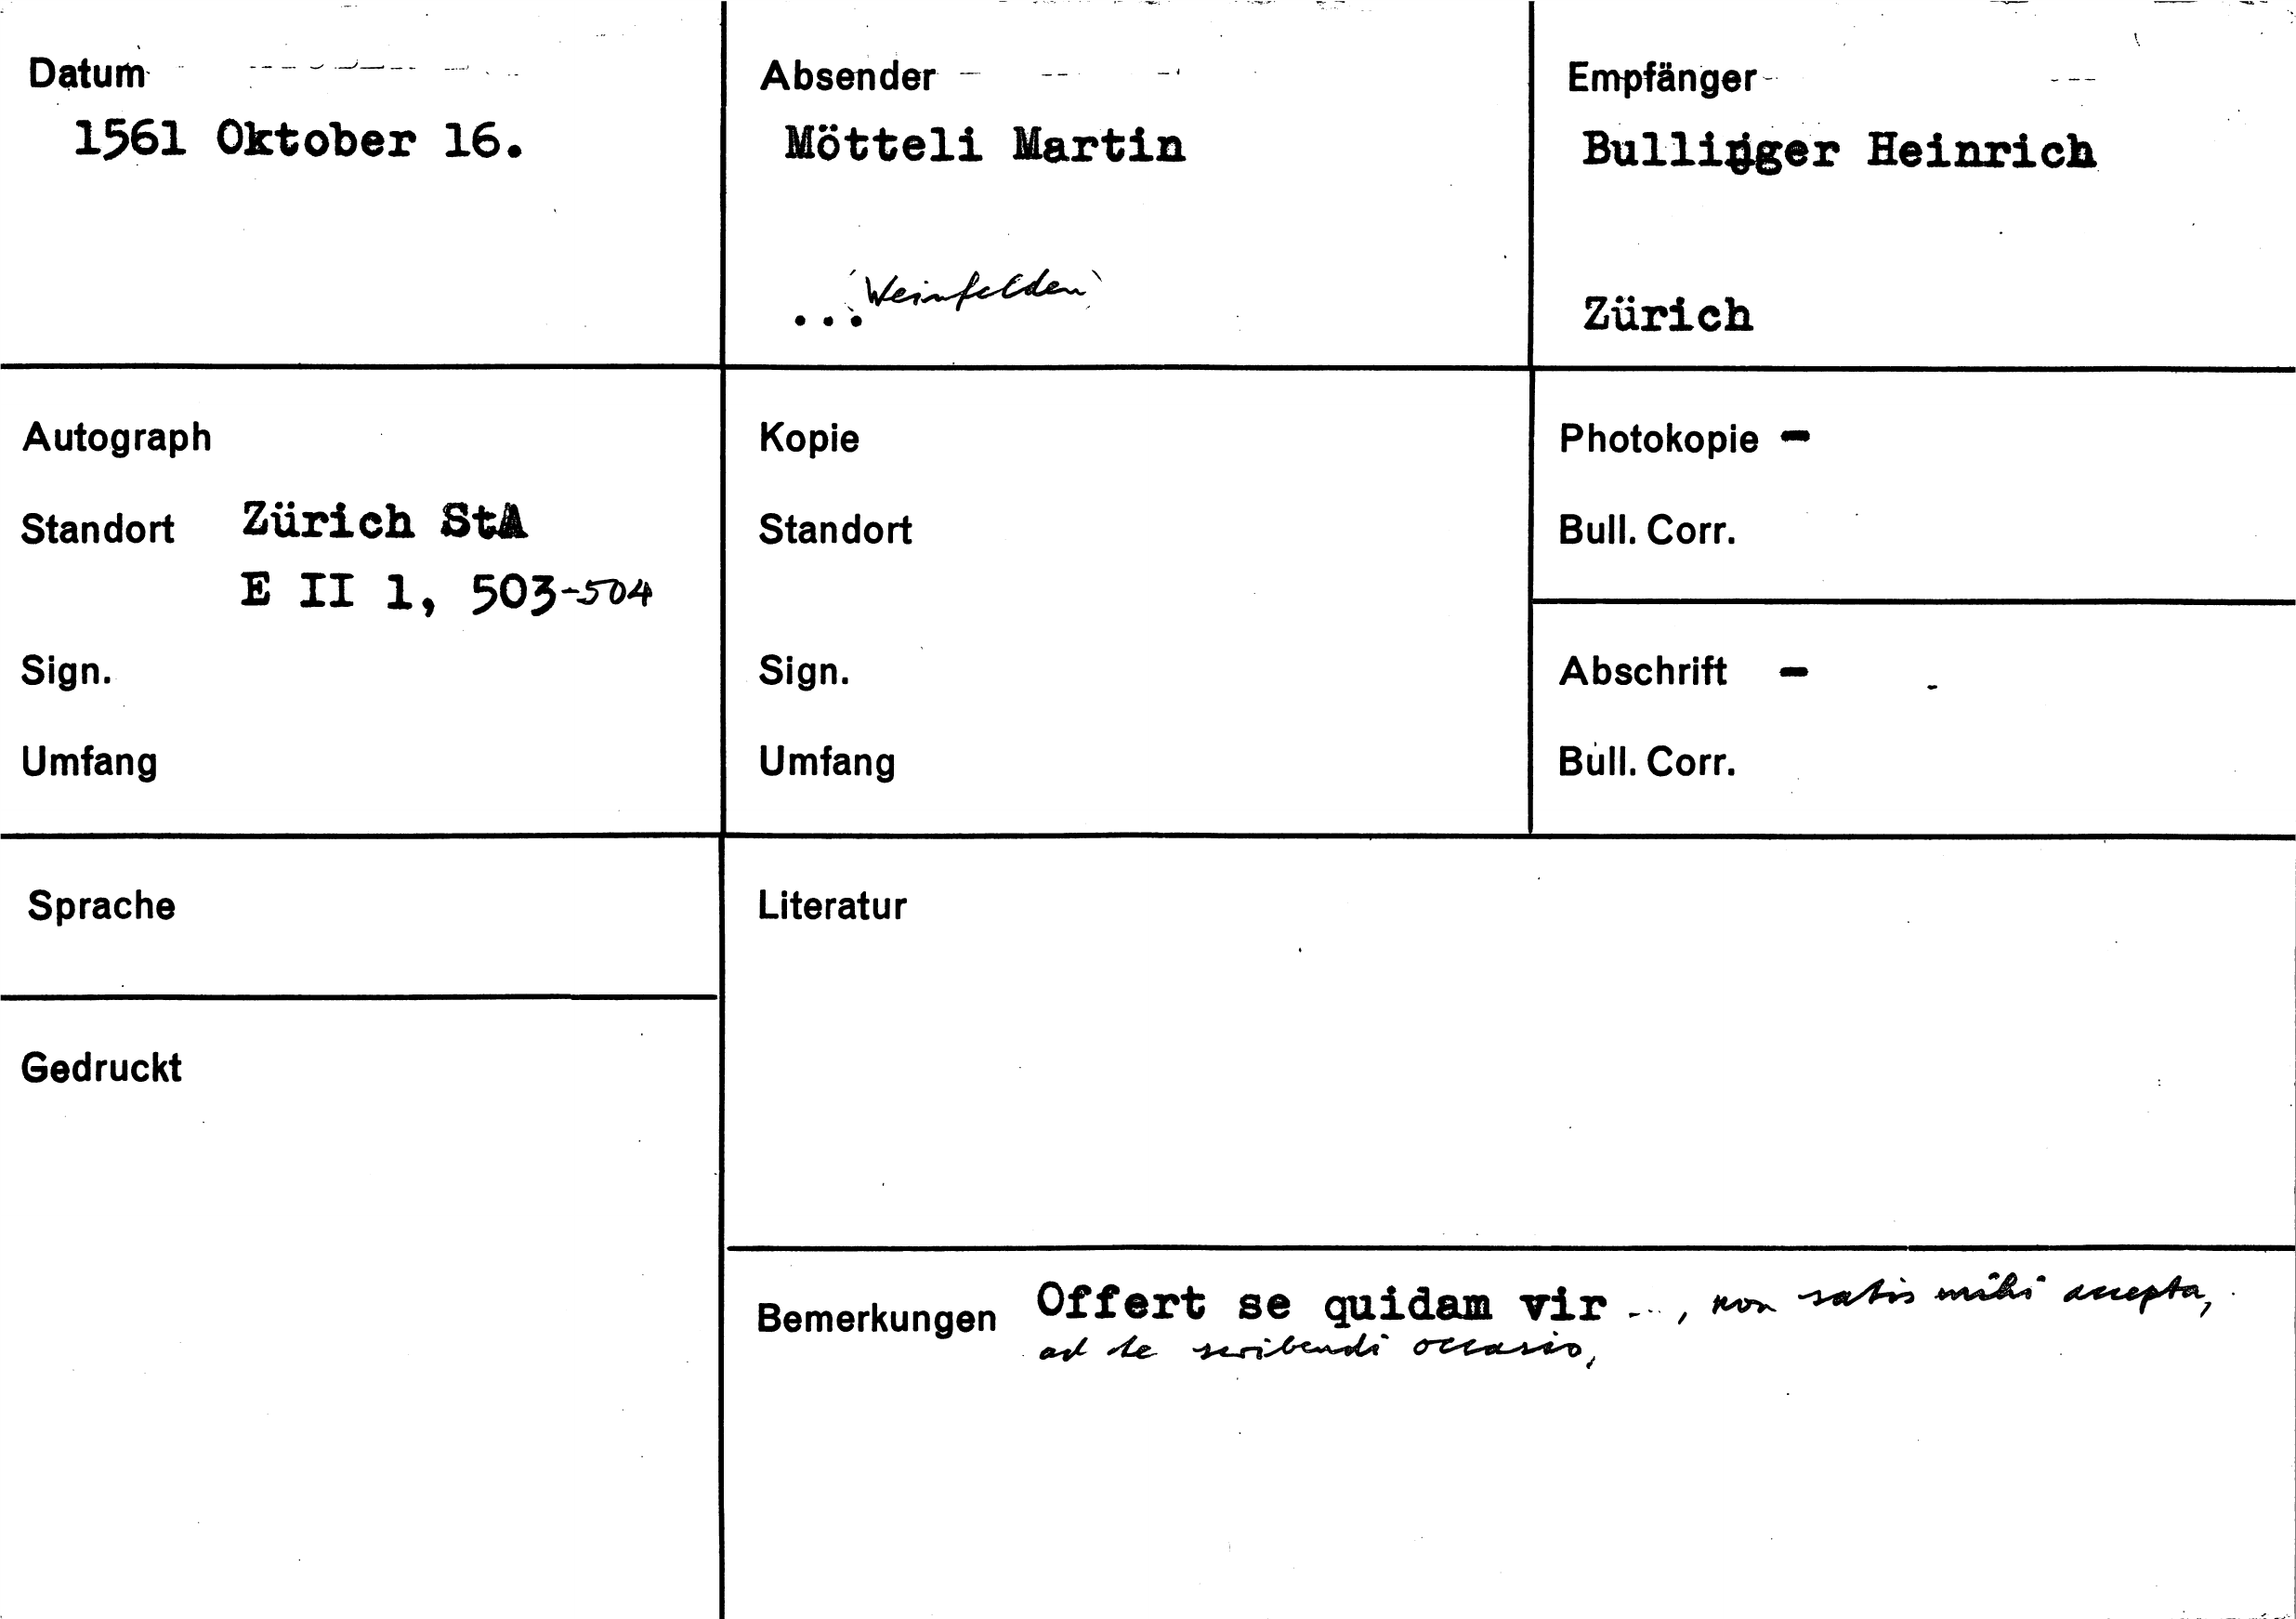 Datum
1561 Oktober 16.
Absender
Mötteli Martin
... Weinfelden
Empfänger
Bullinger Heinrich
Zürich
Autograph
Standort Zürich StA
E II 1, 503-504
Sign.
Umfang
Kopie
Standort
Sign.
Umfang
Photokopie -
Bull. Corr.
Abschrift -
Bull. Corr.
Sprache
Gedruckt
Literatur
Bemerkungen Offert se quidam vir ..., non satis mihi accepta,
ad te scribendi occasio,